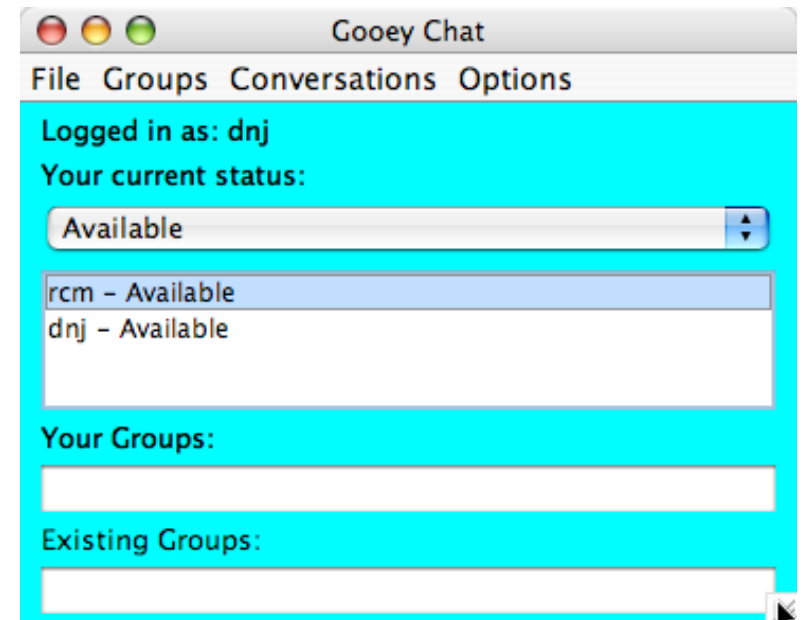 Gooey Chat
File Groups Conversations Options
Logged in as: dnj
Your current status:
Available
rcm – Available
dnj – Available
Your Groups:
Existing Groups: